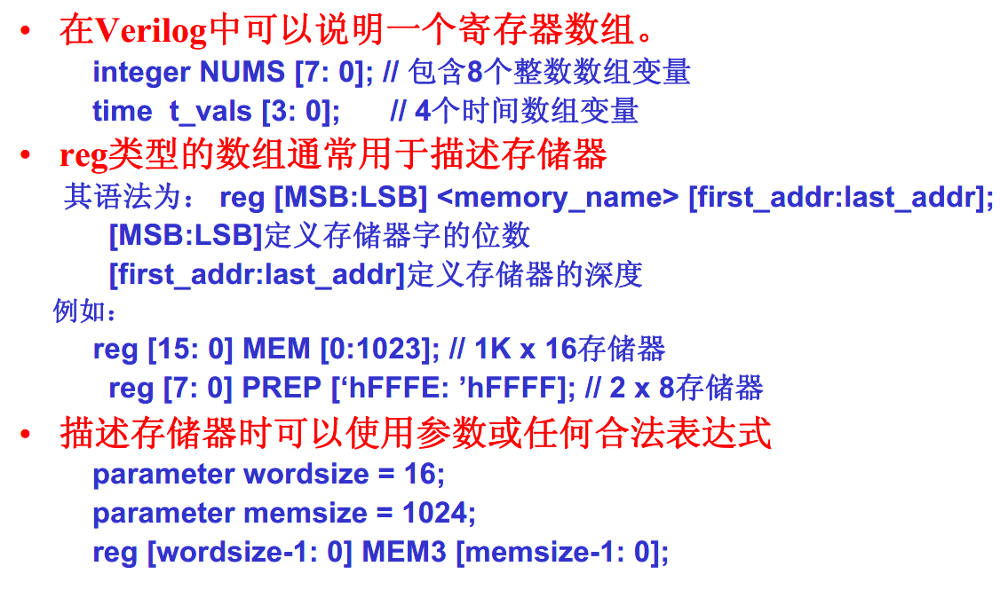 • 在Verilog中可以说明一个寄存器数组。
integer NUMS [7: 0]; // 包含8个整数数组变量
time t_vals [3: 0]; // 4个时间数组变量
• reg类型的数组通常用于描述存储器
其语法为： reg [MSB:LSB] <memory_name> [first_addr:last_addr];
[MSB:LSB]定义存储器字的位数
[first_addr:last_addr]定义存储器的深度
例如：
reg [15: 0] MEM [0:1023]; // 1K x 16存储器
reg [7: 0] PREP [‘hFFFE: ’hFFFF]; // 2 x 8存储器
• 描述存储器时可以使用参数或任何合法表达式
parameter wordsize = 16;
parameter memsize = 1024;
reg [wordsize-1: 0] MEM3 [memsize-1: 0];